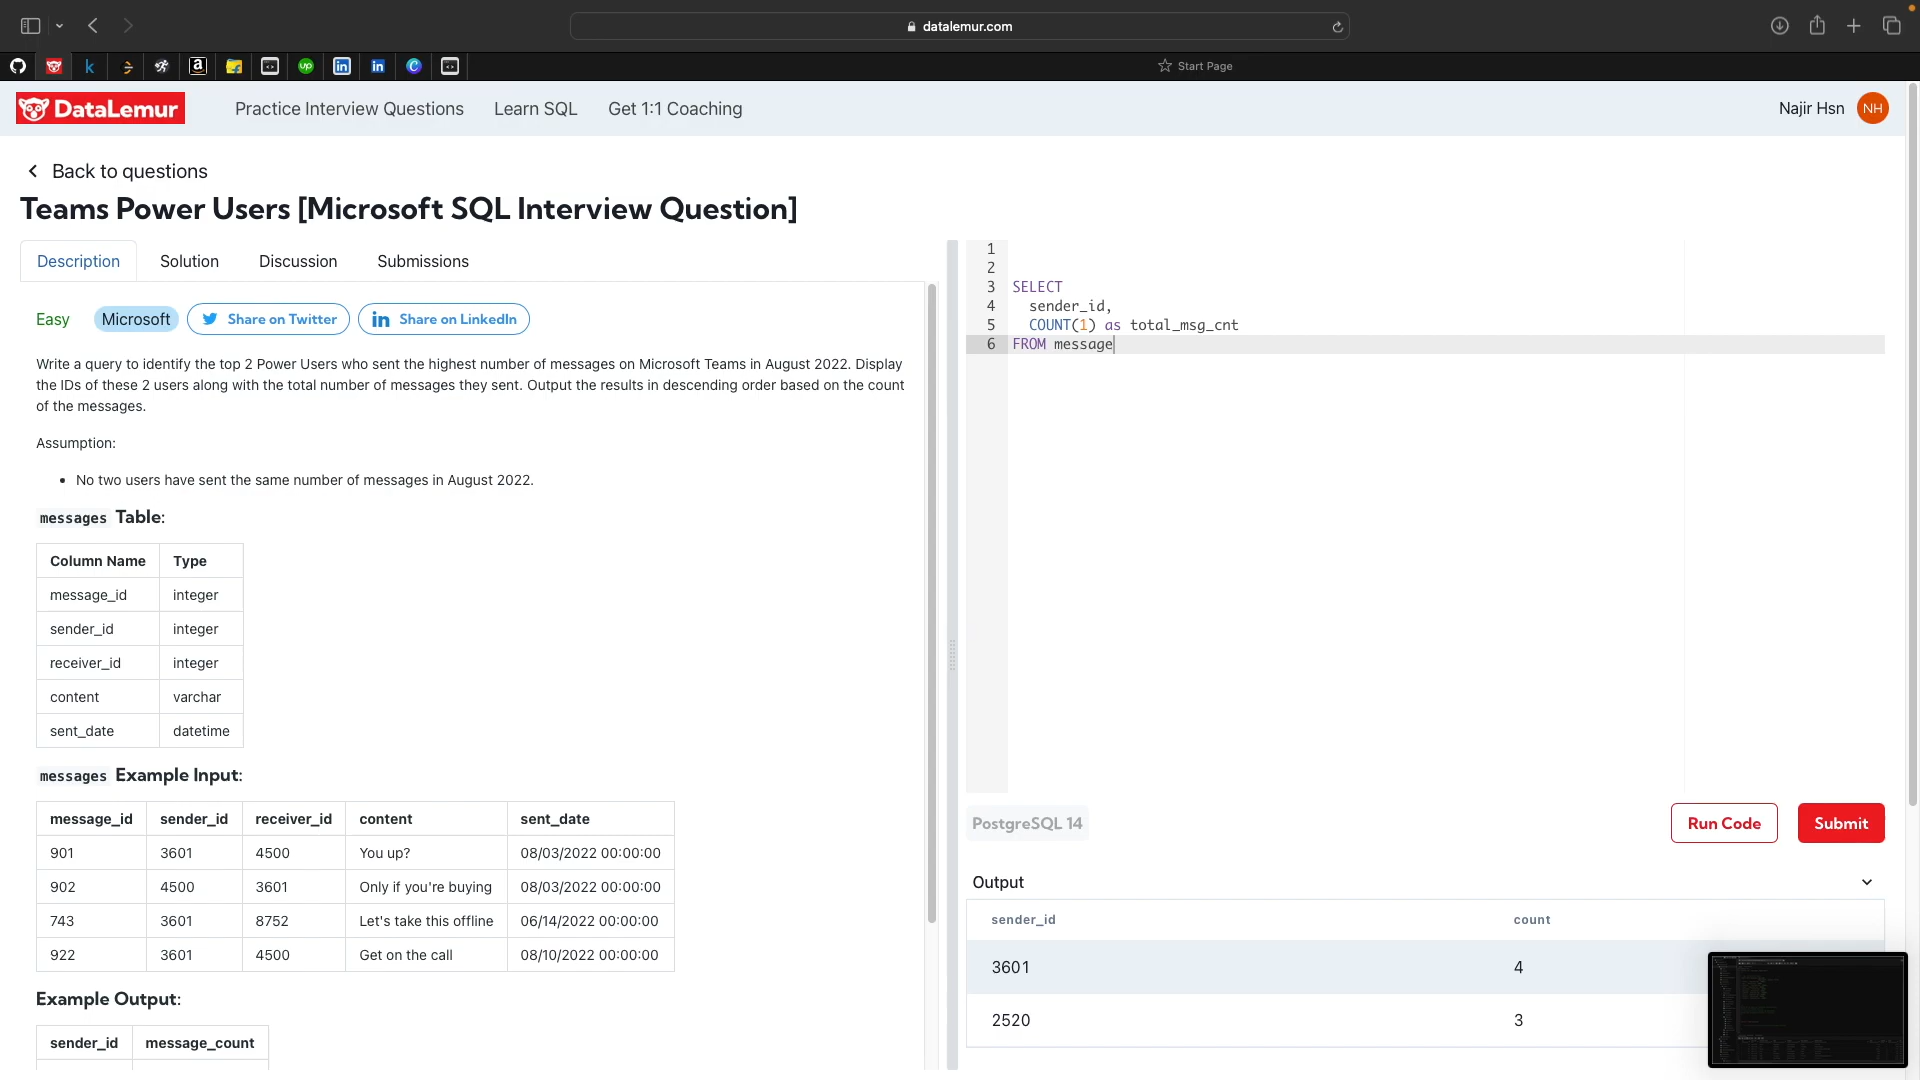 datalemur.com
Start Page
DataLemur
Practice Interview Questions
Learn SQL
Get 1:1 Coaching
Najir Hsn
NH
Back to questions
Teams Power Users [Microsoft SQL Interview Question]
Description
Solution
Discussion
Submissions
Easy
Microsoft
Share on Twitter
Share on LinkedIn
Write a query to identify the top 2 Power Users who sent the highest number of messages on Microsoft Teams in August 2022. Display
the IDs of these 2 users along with the total number of messages they sent. Output the results in descending order based on the count
of the messages.
Assumption:
• No two users have sent the same number of messages in August 2022.
messages Table:
Column Name Type
message_id integer
sender_id integer
receiver_id integer
content varchar
sent_date datetime
messages Example Input:
message_id sender_id receiver_id content sent_date
901 3601 4500 You up? 08/03/2022 00:00:00
902 4500 3601 Only if you're buying 08/03/2022 00:00:00
743 3601 8752 Let's take this offline 06/14/2022 00:00:00
922 3601 4500 Get on the call 08/10/2022 00:00:00
Example Output:
sender_id message_count
1
2
3 SELECT
4 sender_id,
5 COUNT(1) as total_msg_cnt
6 FROM message
PostgreSQL 14
Run Code
Submit
Output
sender_id count
3601 4
2520 3